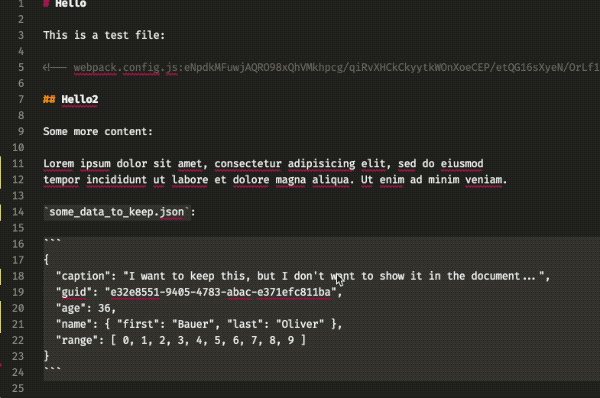 1 # Hello
2
3 This is a test file:
4
5 <!-- webpack.config.js:eNpdkMFuwjAQRO98xQhVMkhpcg/qiRvXHCkCkyytkWOnXoeCEP/etQG16sXyeN/OrLf1
6
7 ## Hello2
8
9 Some more content:
10
11 Lorem ipsum dolor sit amet, consectetur adipisicing elit, sed do eiusmod
12 tempor incididunt ut labore et dolore magna aliqua. Ut enim ad minim veniam.
13
14 `some_data_to_keep.json`:
15
16 ```
17 {
18 "caption": "I want to keep this, but I don't want to show it in the document...",
19 "guid": "e32e8551-9405-4783-abac-e371efc811ba",
20 "age": 36,
21 "name": { "first": "Bauer", "last": "Oliver" },
22 "range": [ 0, 1, 2, 3, 4, 5, 6, 7, 8, 9 ]
23 }
24 ```
25